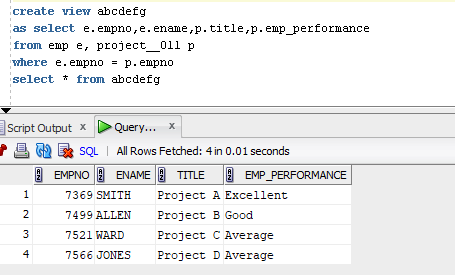 create view abcdefg
as select e.empno,e.ename,p.title,p.emp_performance
from emp e, project__011 p
where e.empno = p.empno
select * from abcdefg
Script Output x Query... x
SQL | All Rows Fetched: 4 in 0.01 seconds
EMPNO ENAME TITLE EMP_PERFORMANCE
1 7369 SMITH Project A Excellent
2 7499 ALLEN Project B Good
3 7521 WARD Project C Average
4 7566 JONES Project D Average